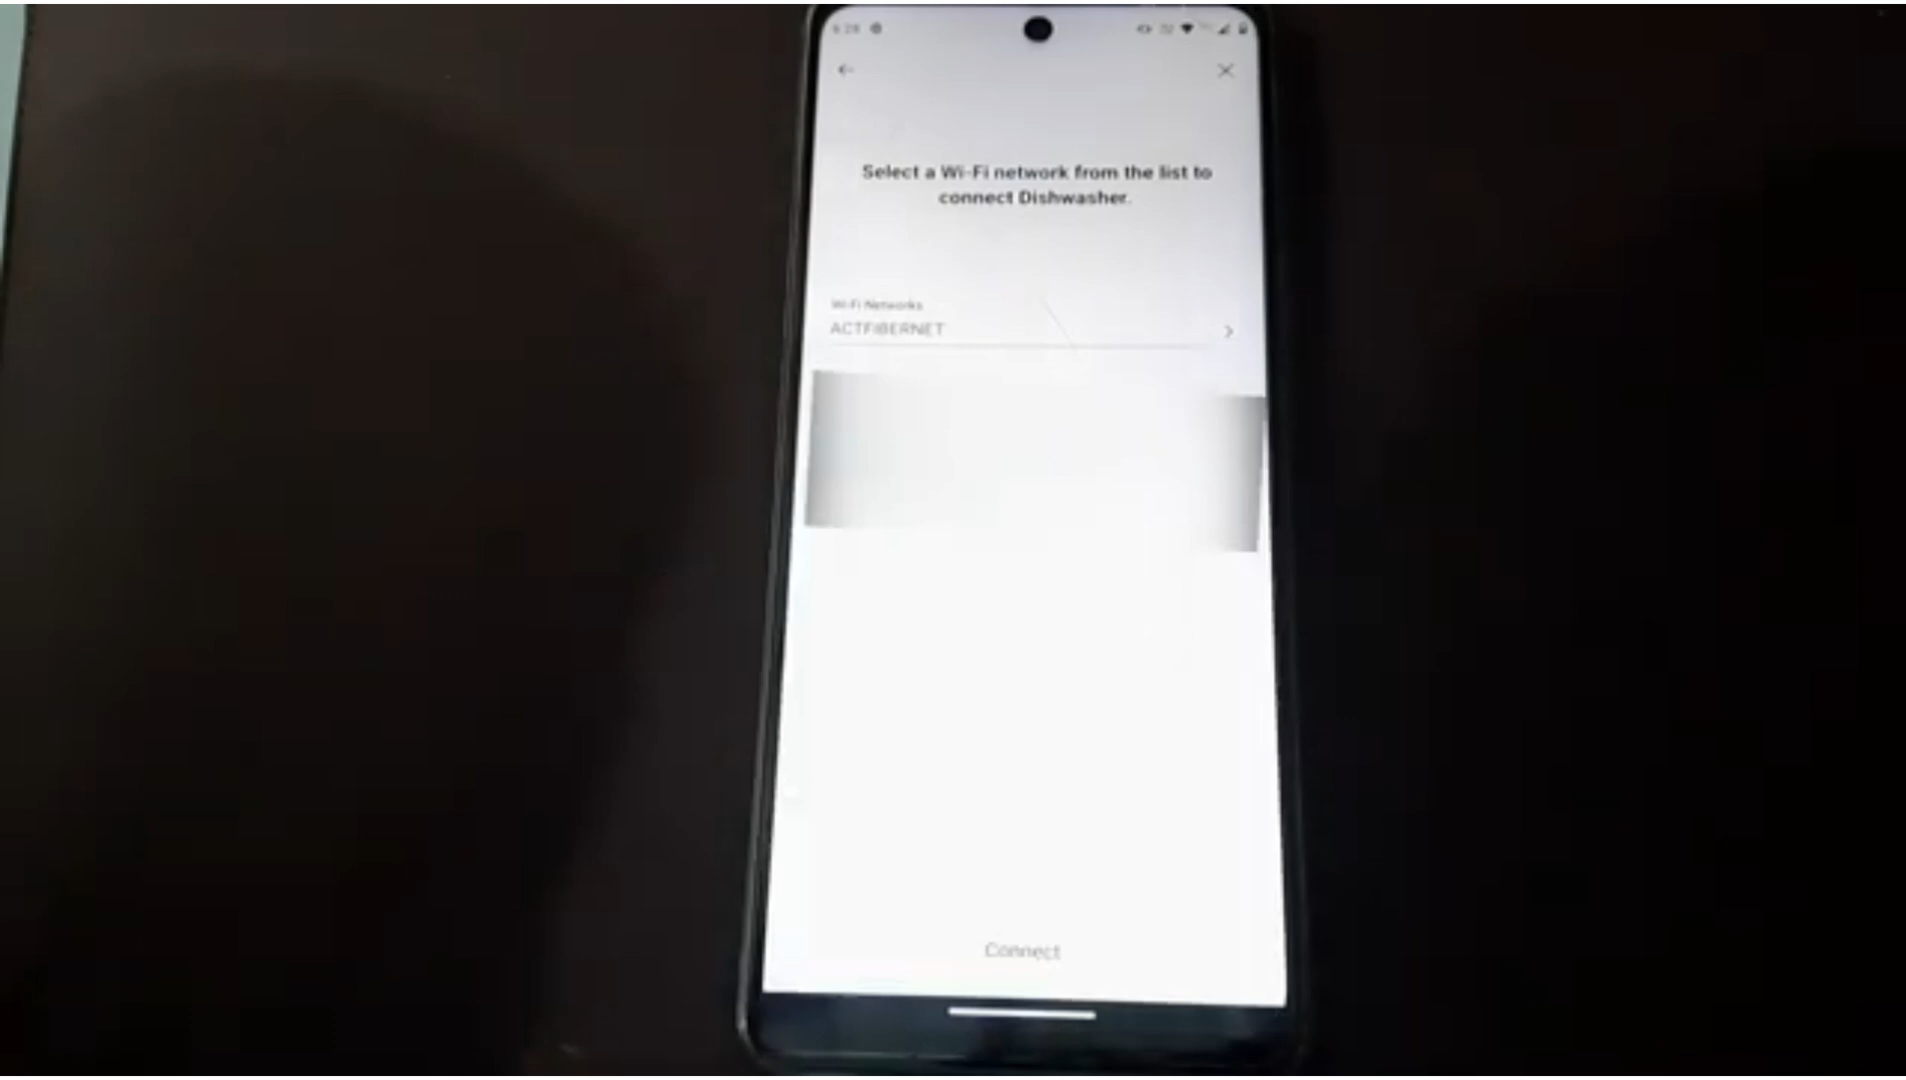 Select a Wi-Fi network from the list to
connect Dishwasher.
Wi-Fi Networks
ACTFIBERNET
Connect